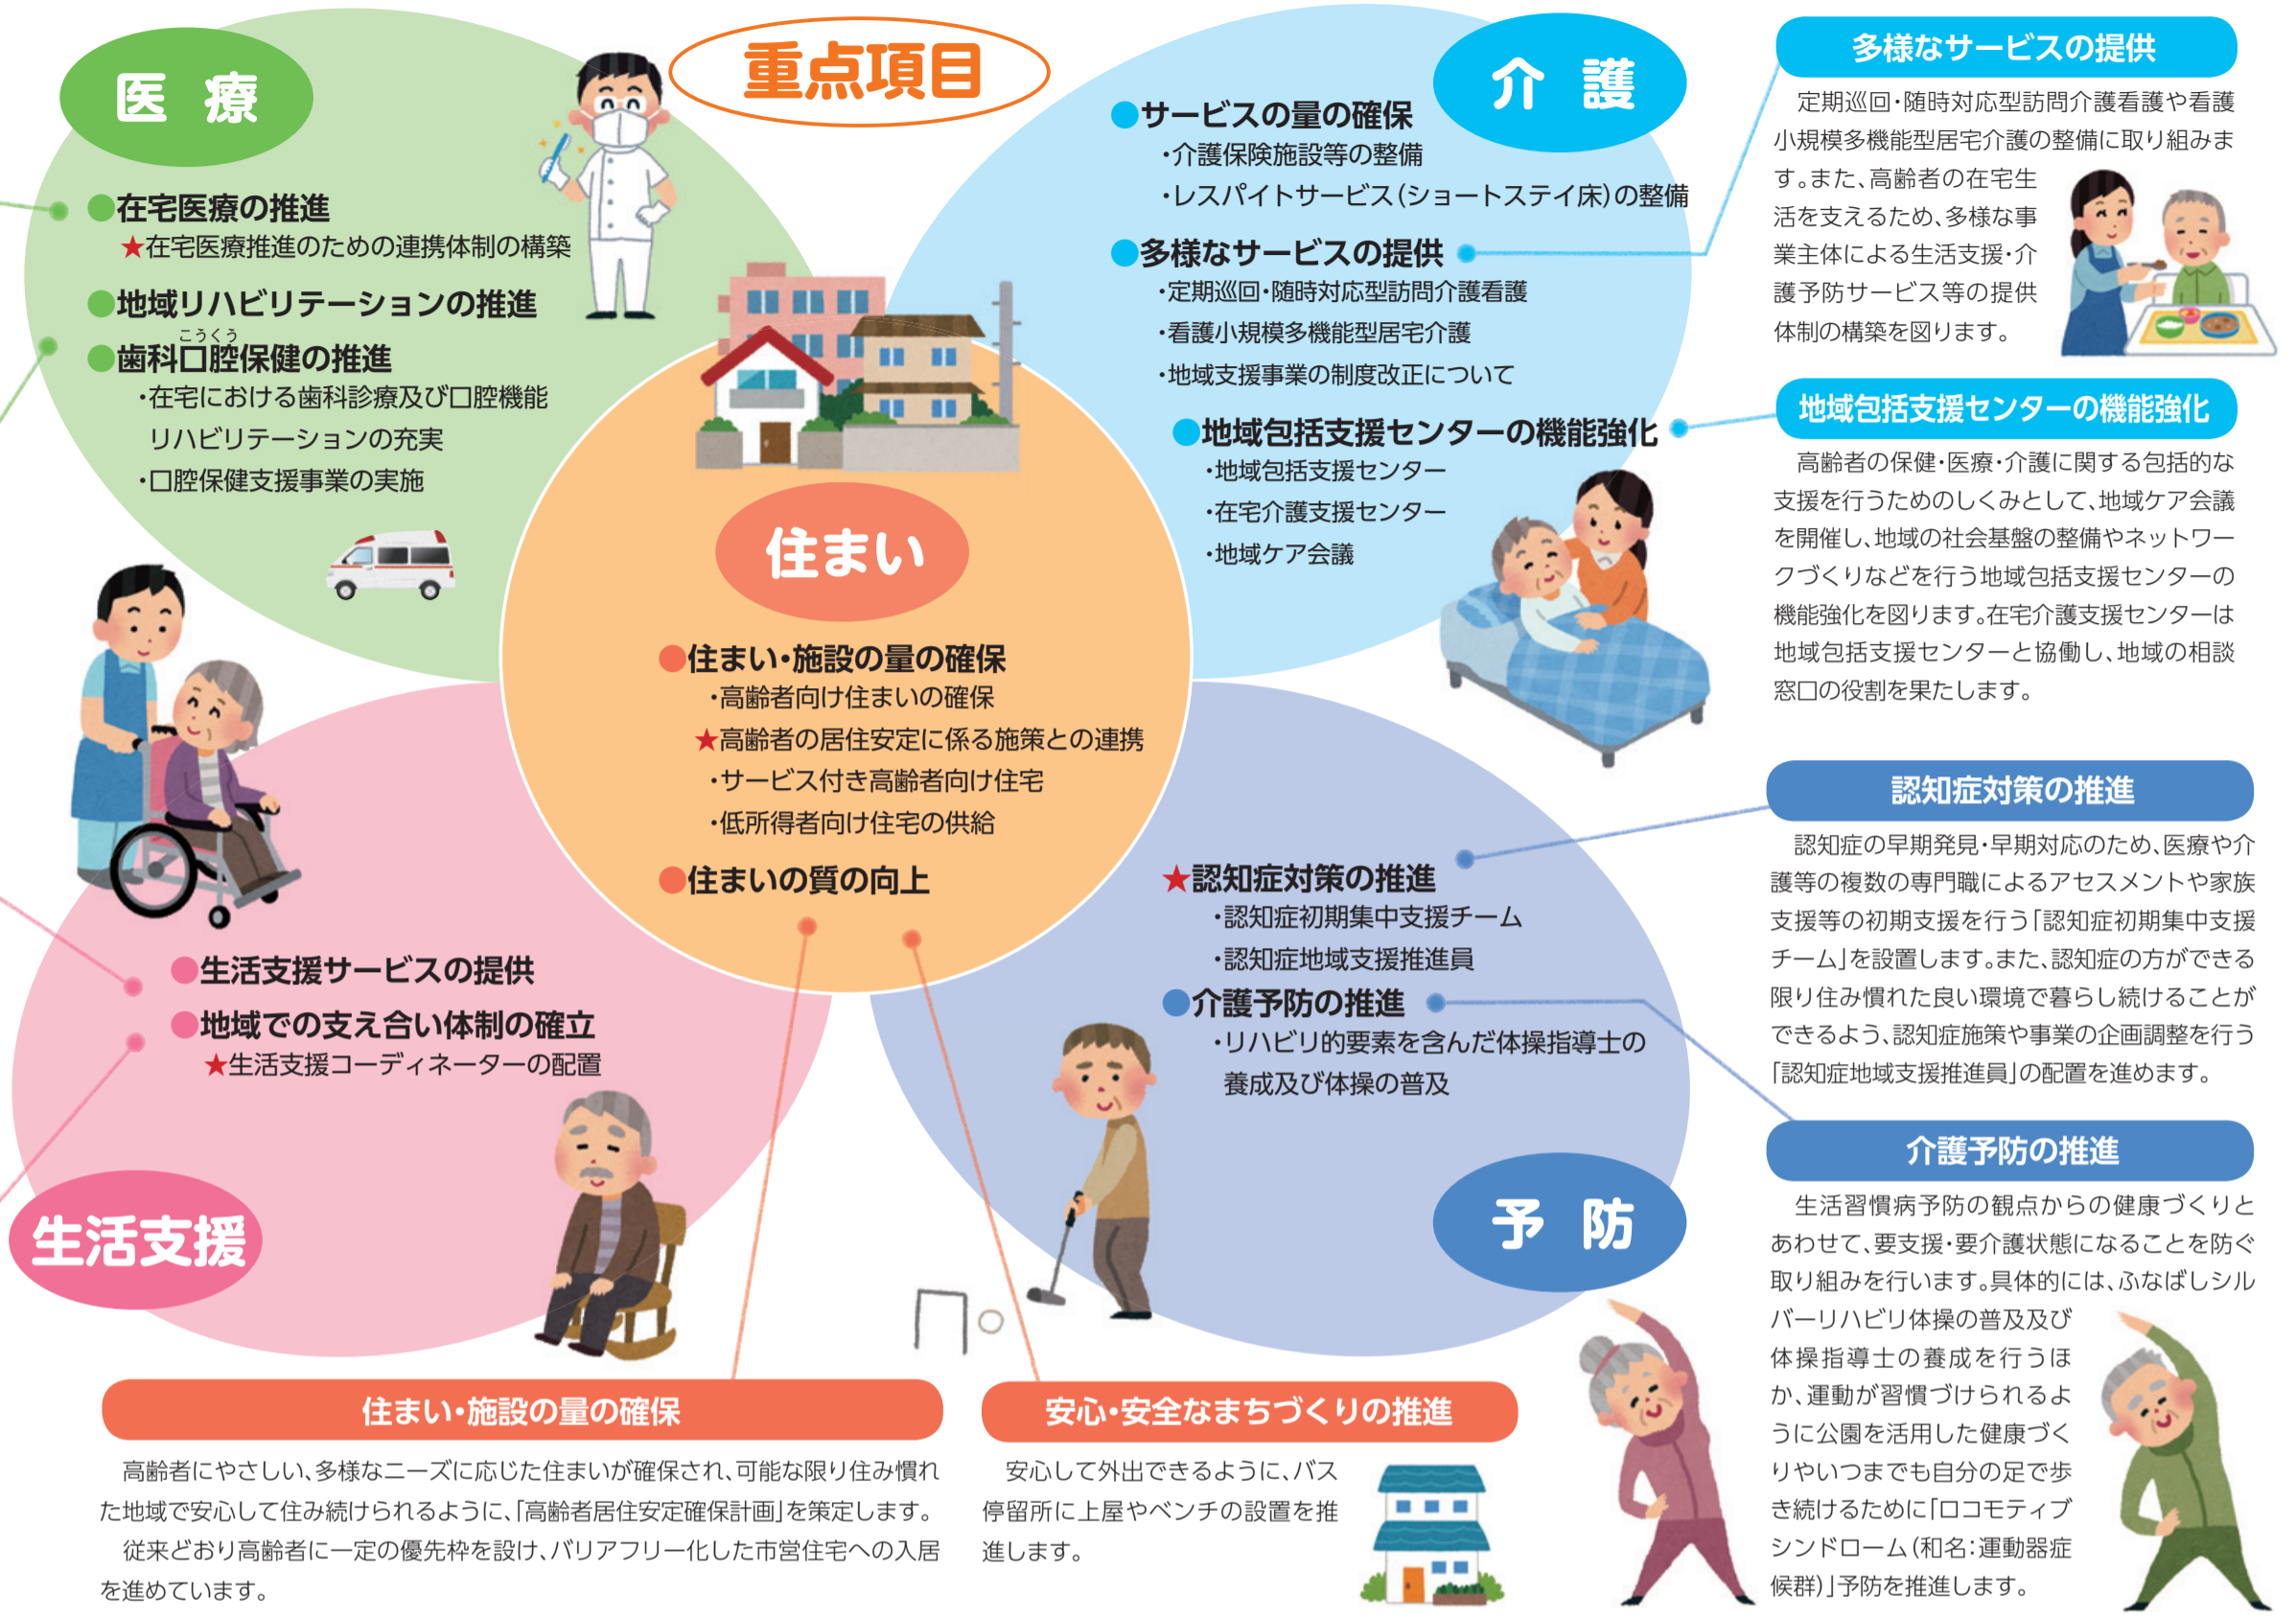 重点項目
医療
●在宅医療の推進
★在宅医療推進のための連携体制の構築
●地域リハビリテーションの推進
こうくう
●歯科口腔保健の推進
・在宅における歯科診療及び口腔機能
リハビリテーションの充実
・口腔保健支援事業の実施
介護
●サービスの量の確保
・介護保険施設等の整備
・レスパイトサービス(ショートステイ床)の整備
●多様なサービスの提供
・定期巡回・随時対応型訪問介護看護
・看護小規模多機能型居宅介護
・地域支援事業の制度改正について
●地域包括支援センターの機能強化
・地域包括支援センター
・在宅介護支援センター
・地域ケア会議
住まい
●住まい・施設の量の確保
・高齢者向け住まいの確保
★高齢者の居住安定に係る施策との連携
・サービス付き高齢者向け住宅
・低所得者向け住宅の供給
●住まいの質の向上
●生活支援サービスの提供
●地域での支え合い体制の確立
★生活支援コーディネーターの配置
生活支援
★認知症対策の推進
・認知症初期集中支援チーム
・認知症地域支援推進員
●介護予防の推進
・リハビリ的要素を含んだ体操指導士の
養成及び体操の普及
予防
多様なサービスの提供
定期巡回・随時対応型訪問介護看護や看護
小規模多機能型居宅介護の整備に取り組みま
す。また、高齢者の在宅生
活を支えるため、多様な事
業主体による生活支援・介
護予防サービス等の提供
体制の構築を図ります。
地域包括支援センターの機能強化
高齢者の保健・医療・介護に関する包括的な
支援を行うためのしくみとして、地域ケア会議
を開催し、地域の社会基盤の整備やネットワー
クづくりなどを行う地域包括支援センターの
機能強化を図ります。在宅介護支援センターは
地域包括支援センターと協働し、地域の相談
窓口の役割を果たします。
認知症対策の推進
認知症の早期発見・早期対応のため、医療や介
護等の複数の専門職によるアセスメントや家族
支援等の初期支援を行う「認知症初期集中支援
チーム」を設置します。また、認知症の方ができる
限り住み慣れた良い環境で暮らし続けることが
できるよう、認知症施策や事業の企画調整を行う
「認知症地域支援推進員」の配置を進めます。
介護予防の推進
生活習慣病予防の観点からの健康づくりと
あわせて、要支援・要介護状態になることを防ぐ
取り組みを行います。具体的には、ふなばしシル
バーリハビリ体操の普及及び
体操指導士の養成を行うほ
か、運動が習慣づけられるよ
うに公園を活用した健康づく
りやいつまでも自分の足で歩
き続けるために「ロコモティブ
シンドローム(和名:運動器症
候群)」予防を推進します。
住まい・施設の量の確保
高齢者にやさしい、多様なニーズに応じた住まいが確保され、可能な限り住み慣れ
た地域で安心して住み続けられるように、「高齢者居住安定確保計画」を策定します。
従来どおり高齢者に一定の優先枠を設け、バリアフリー化した市営住宅への入居
を進めています。
安心・安全なまちづくりの推進
安心して外出できるように、バス
停留所に上屋やベンチの設置を推
進します。